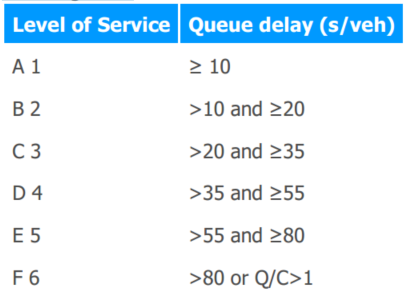 Level of Service Queue delay (s/veh)
A 1 ≥ 10
B 2 >10 and ≥20
C 3 >20 and ≥35
D 4 >35 and ≥55
E 5 >55 and ≥80
F 6 >80 or Q/C>1